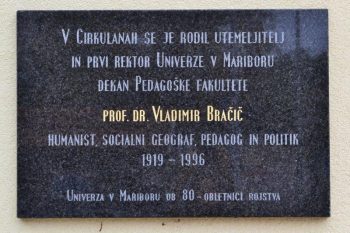 V CIRKULANAH SE JE RODIL UTEMELJITELJ
IN PRVI REKTOR UNIVERZE V MARIBORU
DEKAN PEDAGOŠKE FAKULTETE
PROF. DR. VLADIMIR BRAČIČ
HUMANIST, SOCIALNI GEOGRAF, PEDAGOG IN POLITIK
1919 - 1996
UNIVERZA V MARIBORU OB 80-OBLETNICI ROJSTVA